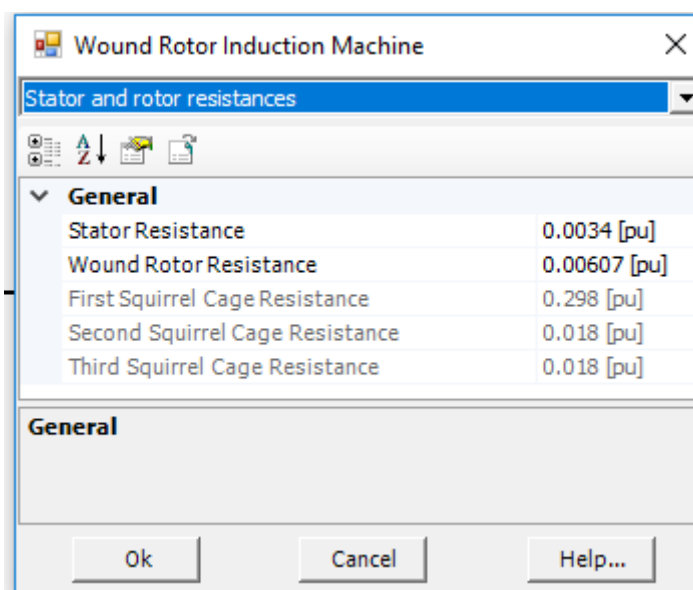 Wound Rotor Induction Machine
Stator and rotor resistances
A
Z
General
Stator Resistance 0.0034 [pu]
Wound Rotor Resistance 0.00607 [pu]
First Squirrel Cage Resistance 0.298 [pu]
Second Squirrel Cage Resistance 0.018 [pu]
Third Squirrel Cage Resistance 0.018 [pu]
General
Ok Cancel Help...